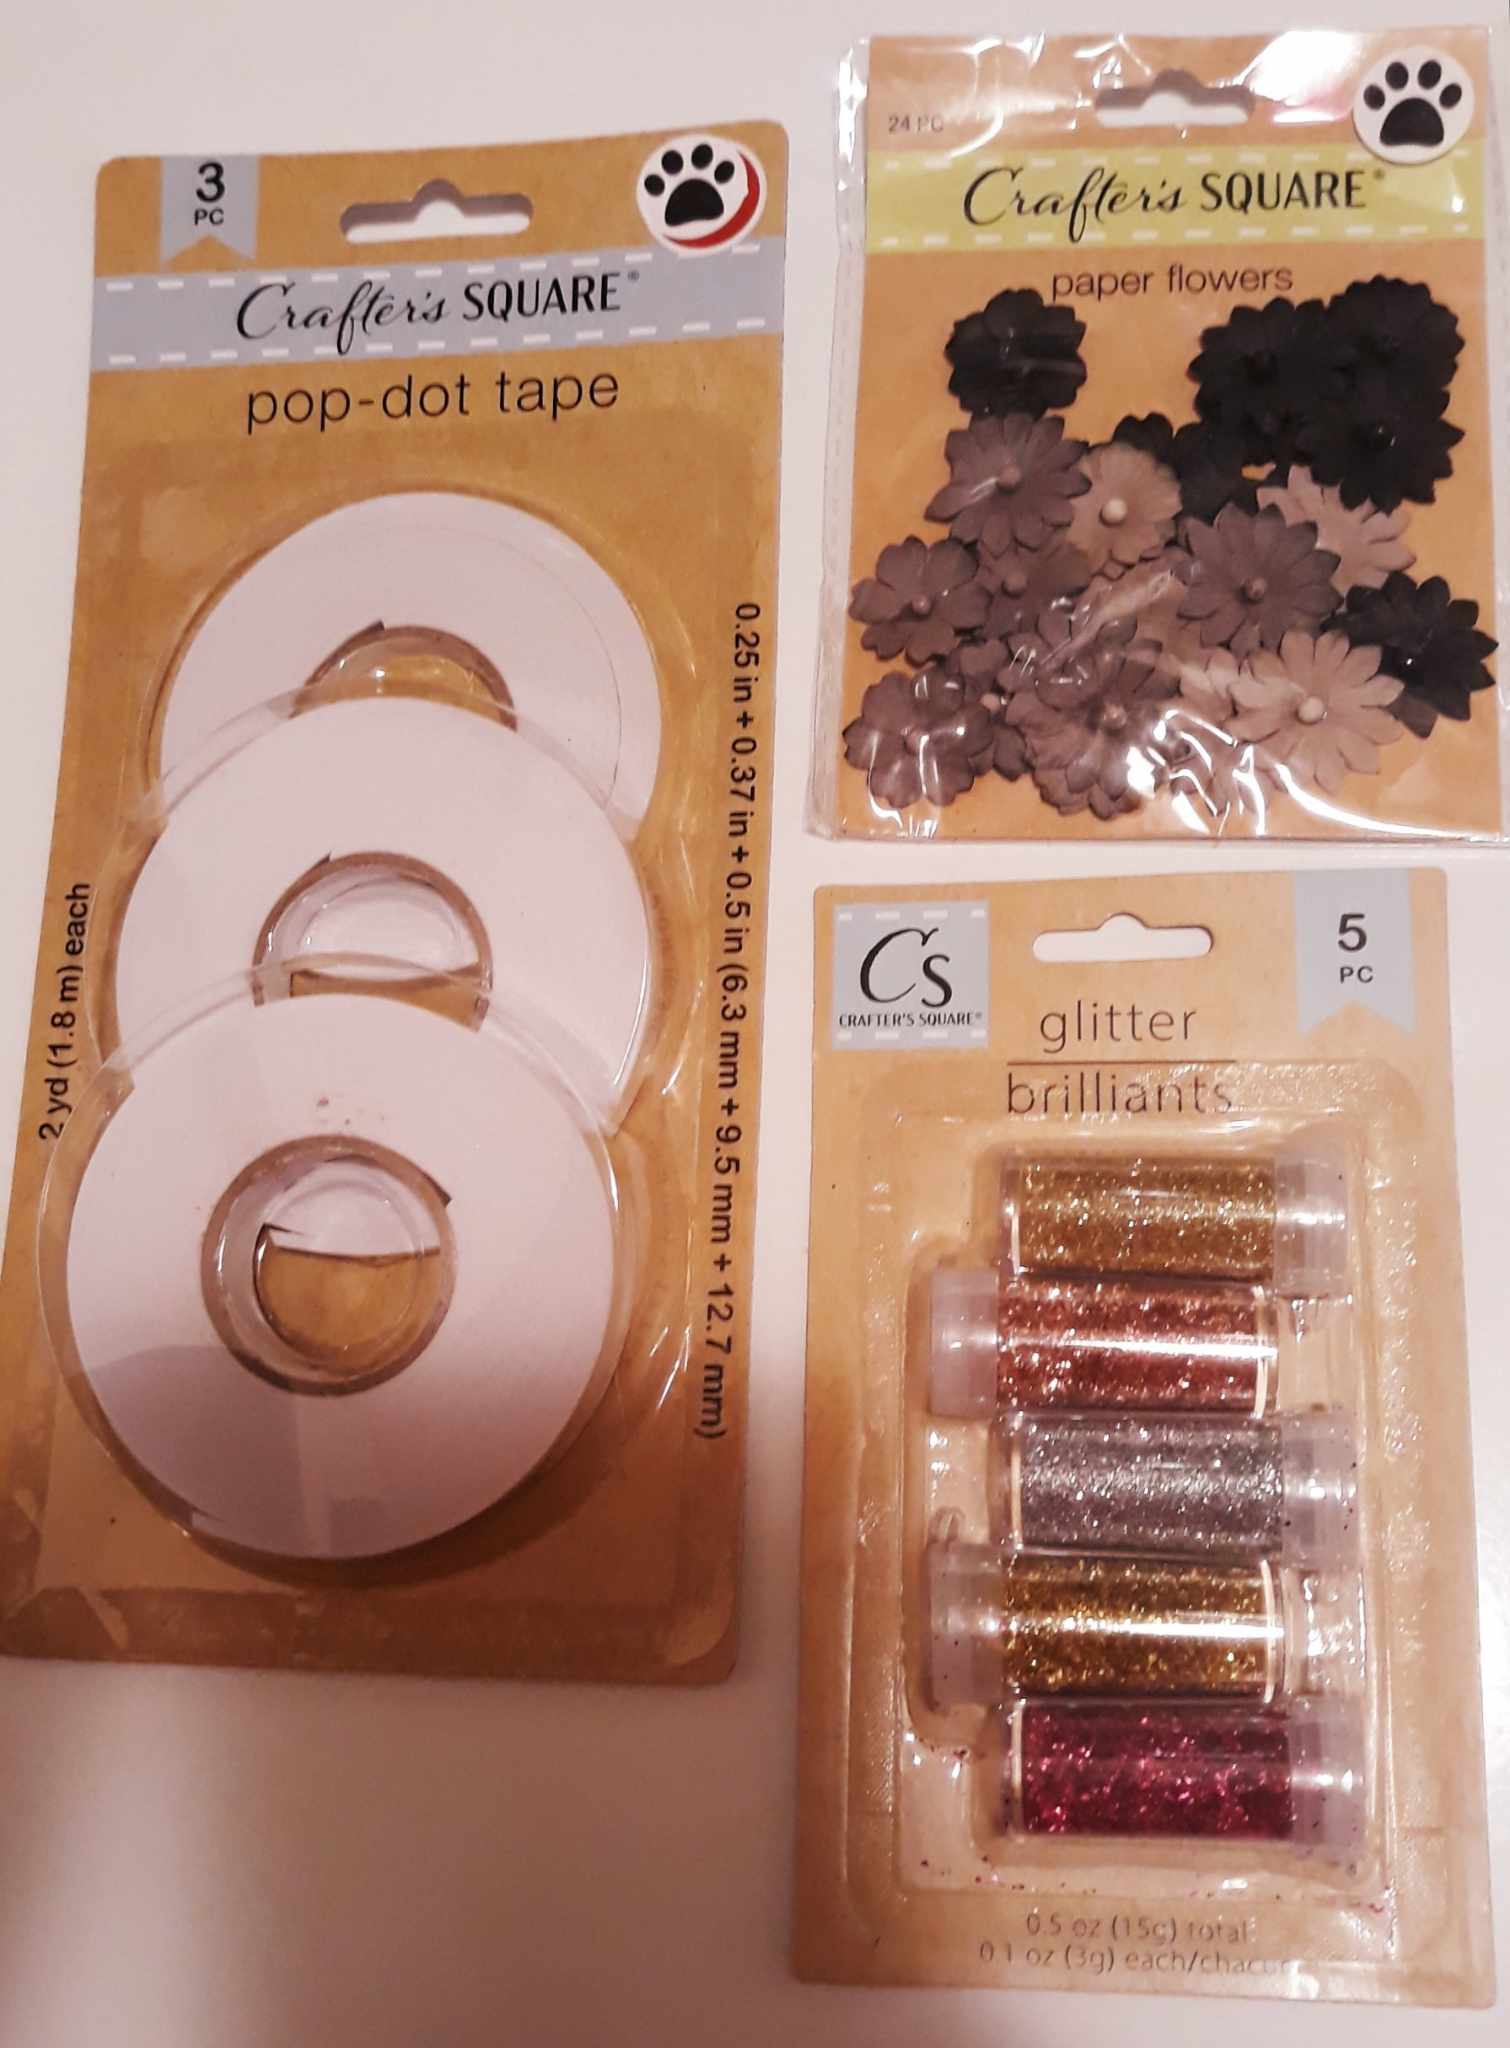 3
PC
Crafter's SQUARE®
pop-dot tape
2 yd (1.8 m) each
0.25 in + 0.37 in + 0.5 in (6.3 mm + 9.5 mm + 12.7 mm)
24 PC
Crafter's SQUARE®
paper flowers
Cs
CRAFTER'S SQUARE®
5
PC
glitter
brilliants
0.5 oz (15g) total
0.1 oz (3g) each/chacun